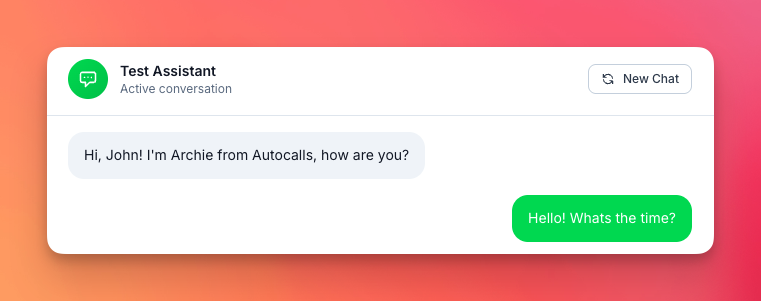 Test Assistant
Active conversation
New Chat
Hi, John! I'm Archie from Autocalls, how are you?
Hello! Whats the time?